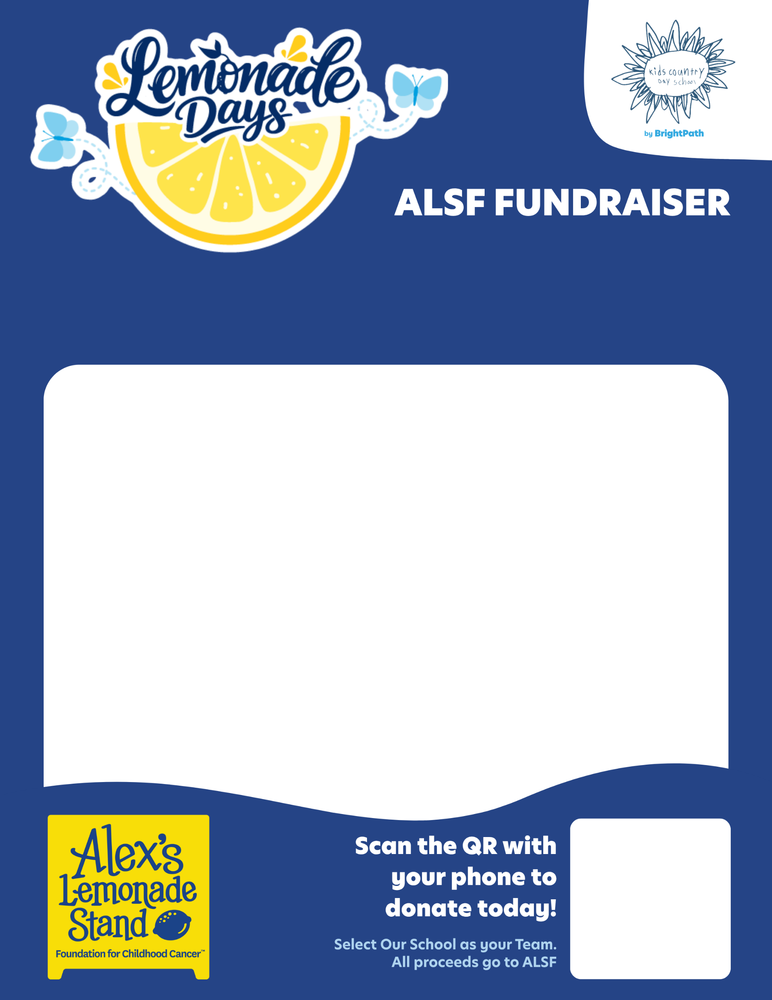 Lemonade
Days
kids country
Day school
by BrightPath
ALSF FUNDRAISER
Alex's
Lemonade
Stand
Foundation for Childhood Cancer™
Scan the QR with
your phone to
donate today!
Select Our School as your Team.
All proceeds go to ALSF